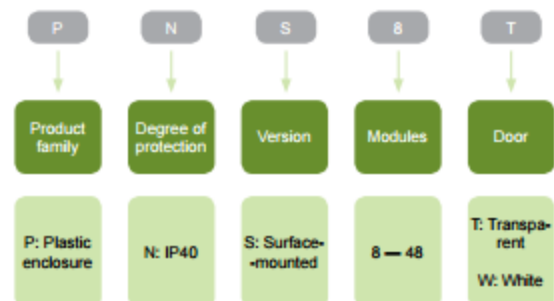 P N S 8 T
Product family
Degree of protection
Version
Modules
Door
P: Plastic
enclosure
N: IP40
S: Surface-
-mounted
8 — 48
T: Transpa-
rent
W: White